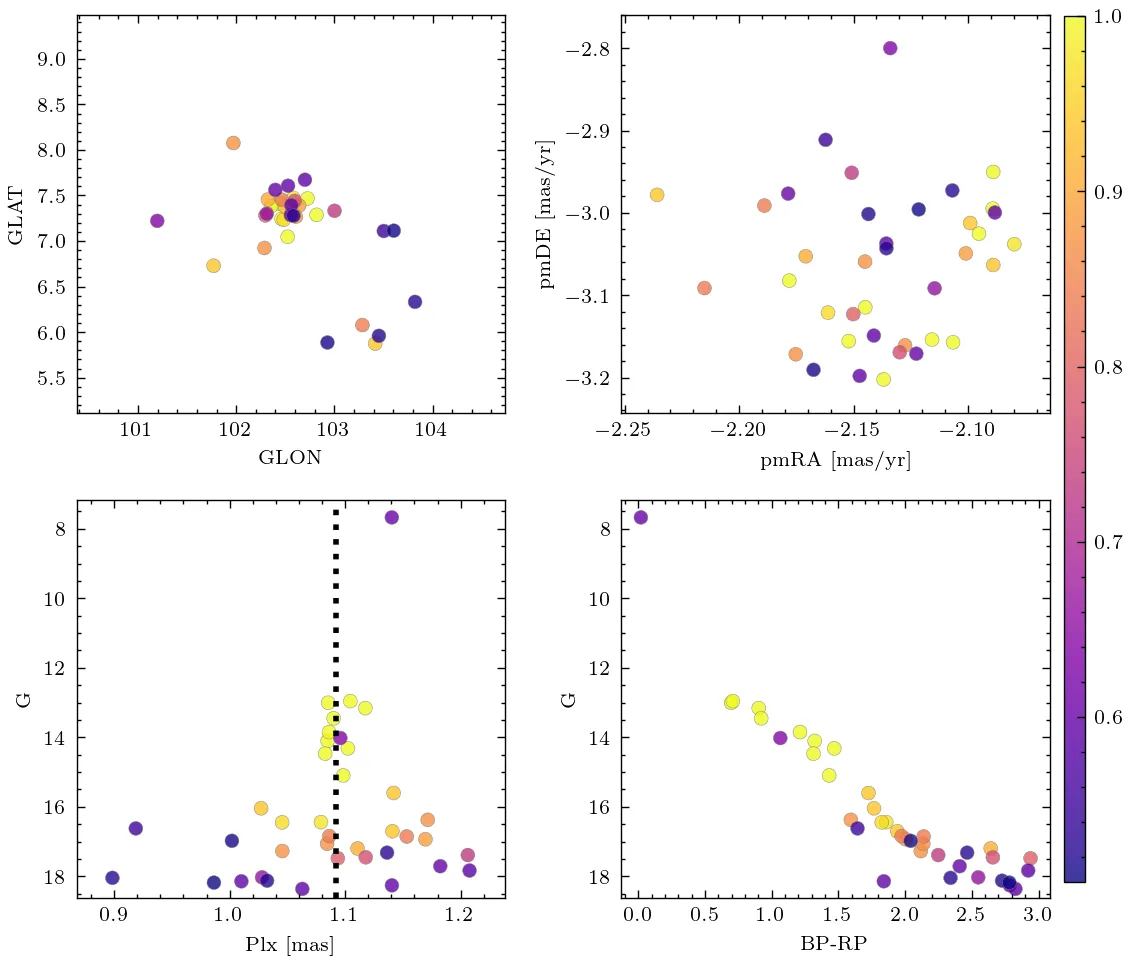 9.0
8.5
8.0
7.5
7.0
6.5
6.0
5.5
GLAT
101 102 103 104
GLON
−2.8
−2.9
−3.0
−3.1
−3.2
pmDE [mas/yr]
−2.25 −2.20 −2.15 −2.10
pmRA [mas/yr]
1.0
0.9
0.8
0.7
0.6
8
10
12
14
16
18
G
0.9 1.0 1.1 1.2
Plx [mas]
8
10
12
14
16
18
G
0.0 0.5 1.0 1.5 2.0 2.5 3.0
BP-RP